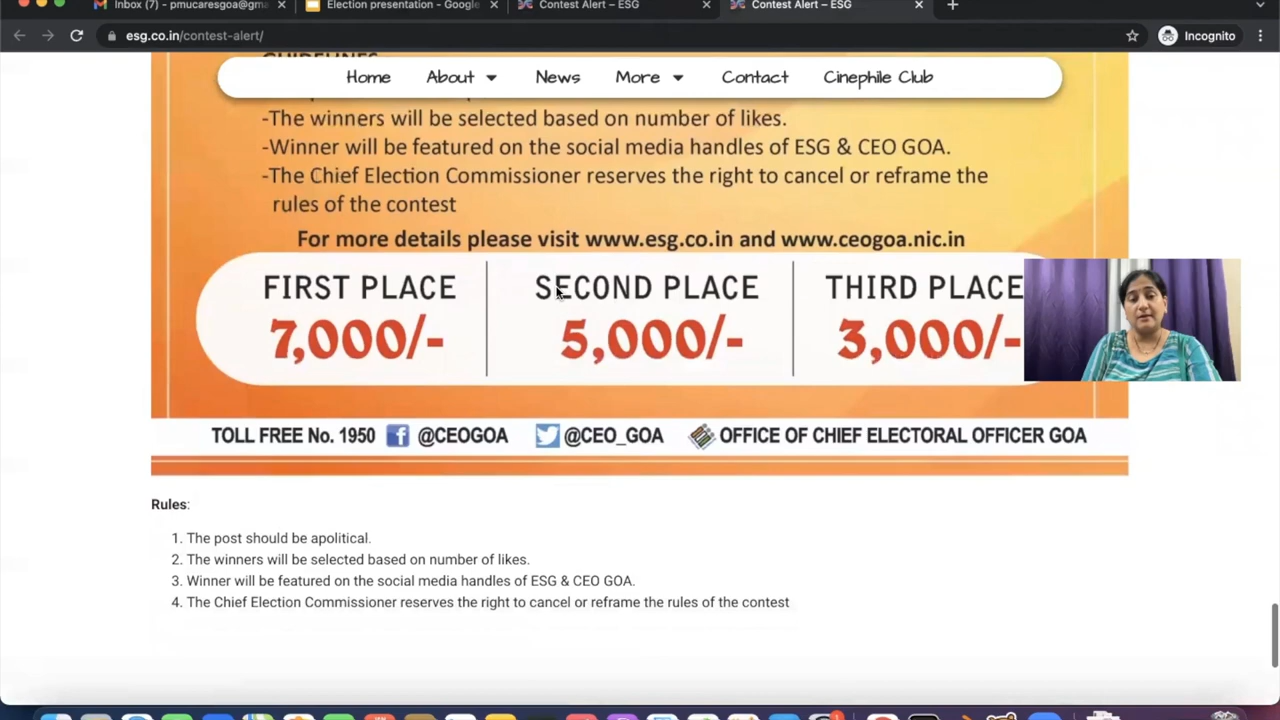 Inbox (7) - pmucaresgoa@gma
Election presentation - Google
Contest Alert – ESG
Contest Alert – ESG
esg.co.in/contest-alert/
Incognito
Home About News More Contact Cinephile Club
-The winners will be selected based on number of likes.
-Winner will be featured on the social media handles of ESG & CEO GOA.
-The Chief Election Commissioner reserves the right to cancel or reframe the
rules of the contest
For more details please visit www.esg.co.in and www.ceogoa.nic.in
FIRST PLACE SECOND PLACE THIRD PLACE
7,000/- 5,000/- 3,000/-
TOLL FREE No. 1950 @CEOGOA @CEO_GOA OFFICE OF CHIEF ELECTORAL OFFICER GOA
Rules:
1. The post should be apolitical.
2. The winners will be selected based on number of likes.
3. Winner will be featured on the social media handles of ESG & CEO GOA.
4. The Chief Election Commissioner reserves the right to cancel or reframe the rules of the contest